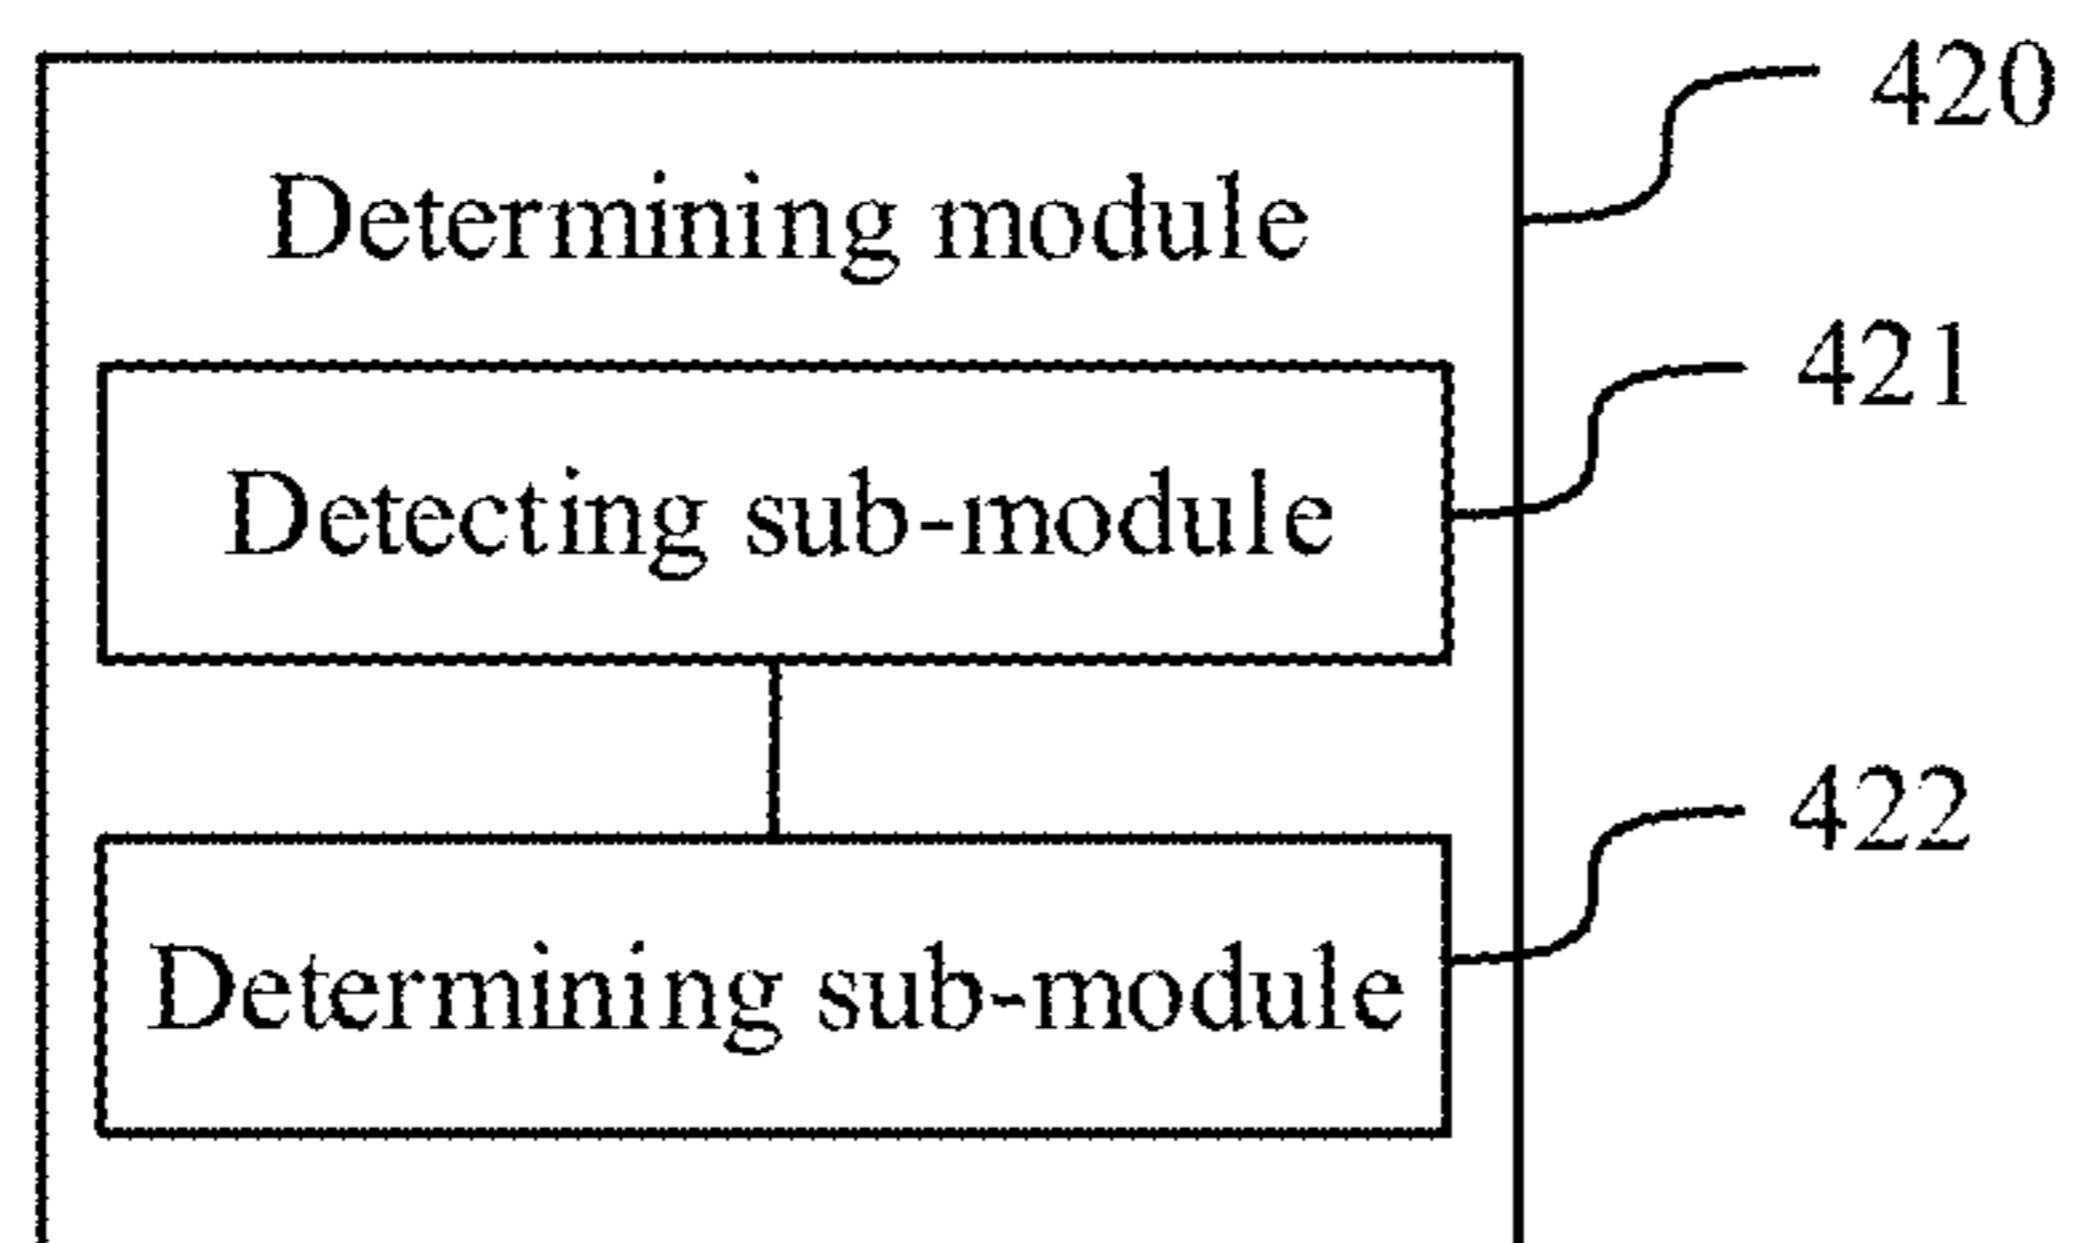 420
Determining module
421
Detecting sub-module
422
Determining sub-module